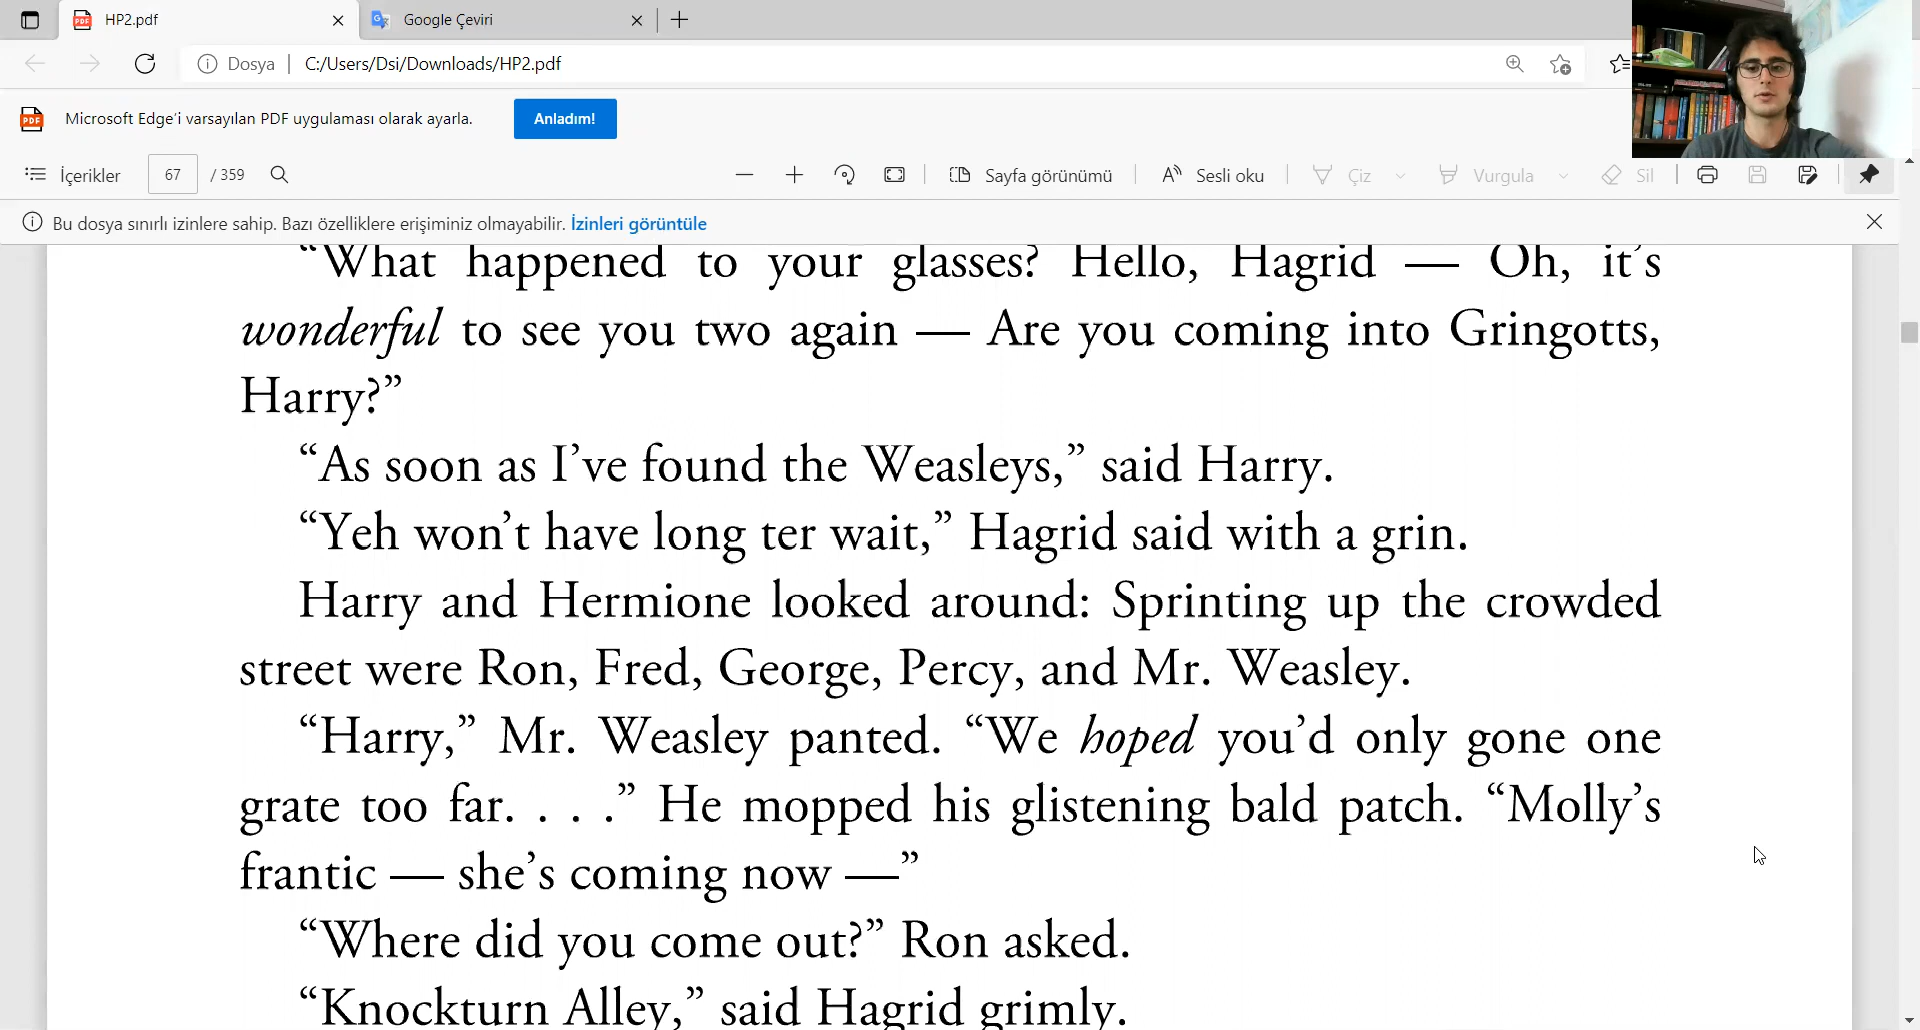 HP2.pdf
Google Çeviri
Dosya
C:/Users/Dsi/Downloads/HP2.pdf
Microsoft Edge'i varsayılan PDF uygulaması olarak ayarla.
Anladım!
İçerikler
67
/ 359
Sayfa görünümü
Sesli oku
Çiz
Vurgula
Sil
Bu dosya sınırlı izinlere sahip. Bazı özelliklere erişiminiz olmayabilir. İzinleri görüntüle
“What happened to your glasses? Hello, Hagrid — Oh, it’s
wonderful to see you two again — Are you coming into Gringotts,
Harry?”
“As soon as I’ve found the Weasleys,” said Harry.
“Yeh won’t have long ter wait,” Hagrid said with a grin.
Harry and Hermione looked around: Sprinting up the crowded
street were Ron, Fred, George, Percy, and Mr. Weasley.
“Harry,” Mr. Weasley panted. “We hoped you’d only gone one
grate too far. . . .” He mopped his glistening bald patch. “Molly’s
frantic — she’s coming now —”
“Where did you come out?” Ron asked.
“Knockturn Alley,” said Hagrid grimly.